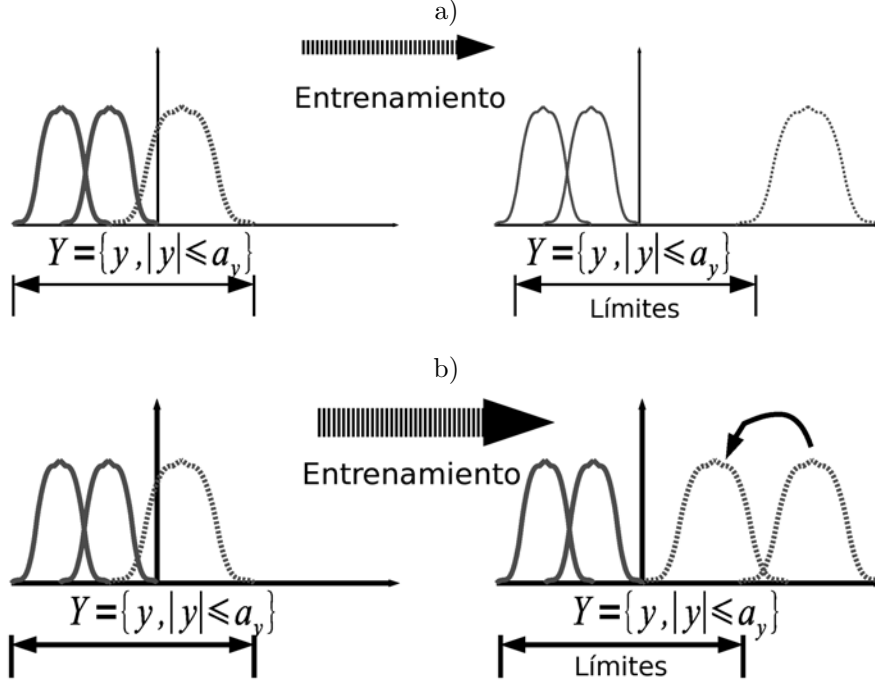 a)
Entrenamiento
Y={y,|y|≤a_y}
Y={y,|y|≤a_y}
Límites
b)
Entrenamiento
Y={y,|y|≤a_y}
Y={y,|y|≤a_y}
Límites